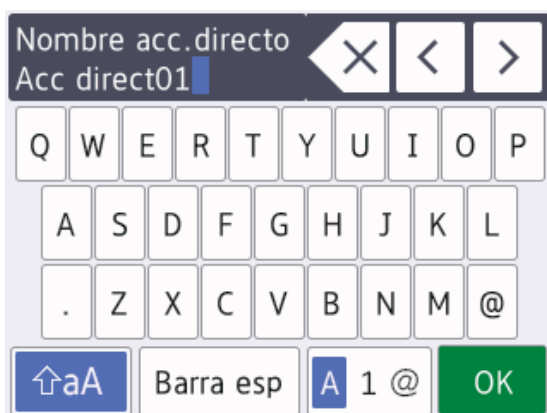 Nombre acc.directo
Acc direct01
Q W E R T Y U I O P
A S D F G H J K L
. Z X C V B N M @
aA Barra esp A 1 @ OK